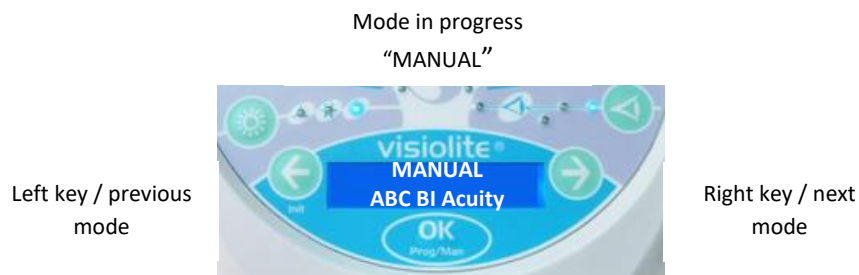 Mode in progress
“MANUAL”
visiolite®
MANUAL
ABC BI Acuity
Left key / previous
mode
Init
Right key / next
mode
OK
Prog/Man